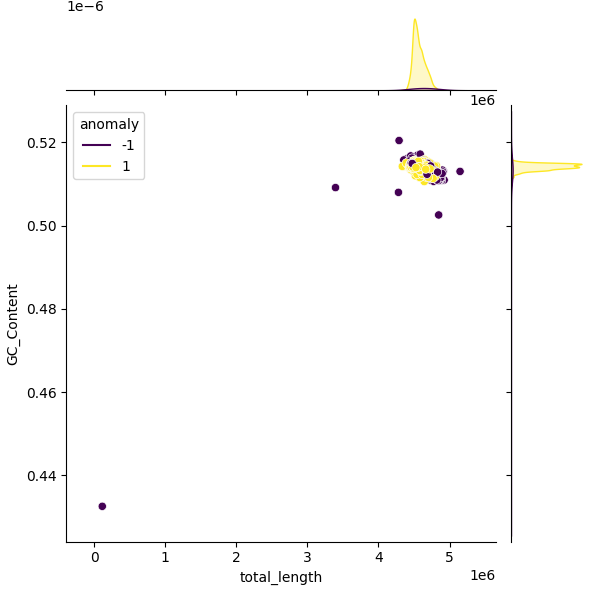 1e−6
1e6
anomaly
-1
1
0.52
0.50
0.48
0.46
0.44
GC_Content
0 1 2 3 4 5
total_length
1e6